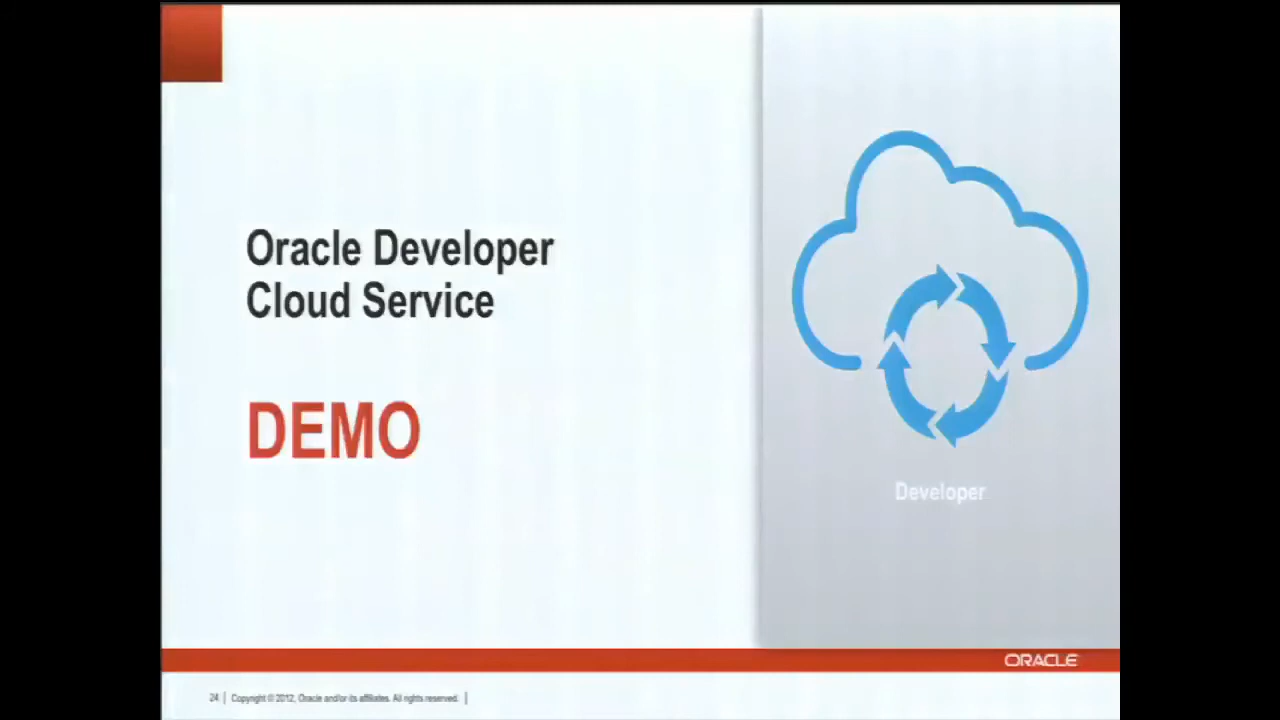 Oracle Developer
Cloud Service
DEMO
Developer
ORACLE
24 | Copyright © 2012, Oracle and/or its affiliates. All rights reserved. |